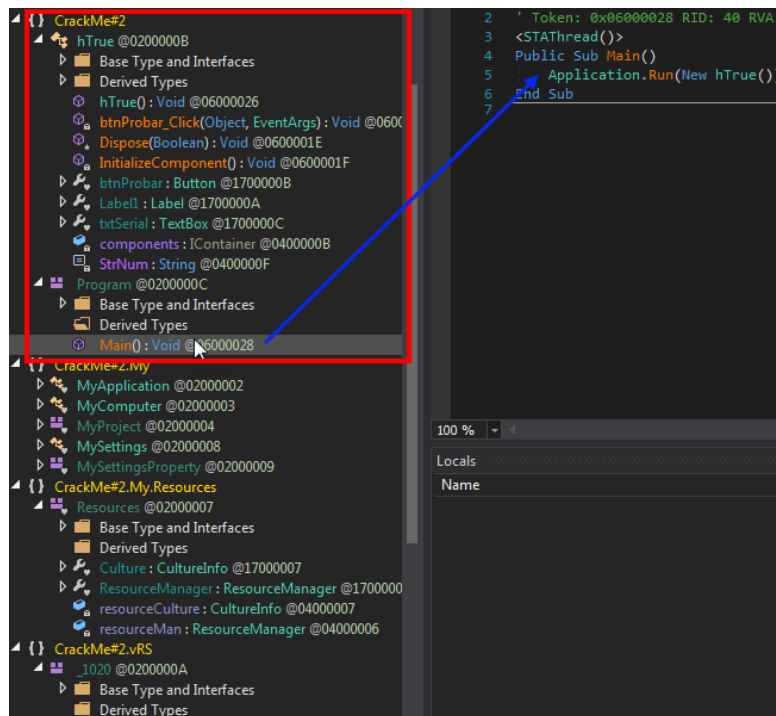 { } CrackMe#2
hTrue @0200000B
Base Type and Interfaces
Derived Types
hTrue() : Void @06000026
btnProbar_Click(Object, EventArgs) : Void @0600
Dispose(Boolean) : Void @0600001E
InitializeComponent() : Void @0600001F
btnProbar : Button @1700000B
Label1 : Label @1700000A
txtSerial : TextBox @1700000C
components : IContainer @0400000B
StrNum : String @0400000F
Program @0200000C
Base Type and Interfaces
Derived Types
Main() : Void @06000028
{ } CrackMe#2.My
MyApplication @02000002
MyComputer @02000003
MyProject @02000004
MySettings @02000008
MySettingsProperty @02000009
{ } CrackMe#2.My.Resources
Resources @02000007
Base Type and Interfaces
Derived Types
Culture : CultureInfo @17000007
ResourceManager : ResourceManager @1700000
resourceCulture : CultureInfo @04000007
resourceMan : ResourceManager @04000006
{ } CrackMe#2.vRS
_1020 @0200000A
Base Type and Interfaces
Derived Types
2 ' Token: 0x06000028 RID: 40 RVA
3 <STAThread()>
4 Public Sub Main()
5 Application.Run(New hTrue()
6 End Sub
7
100 %
Locals
Name